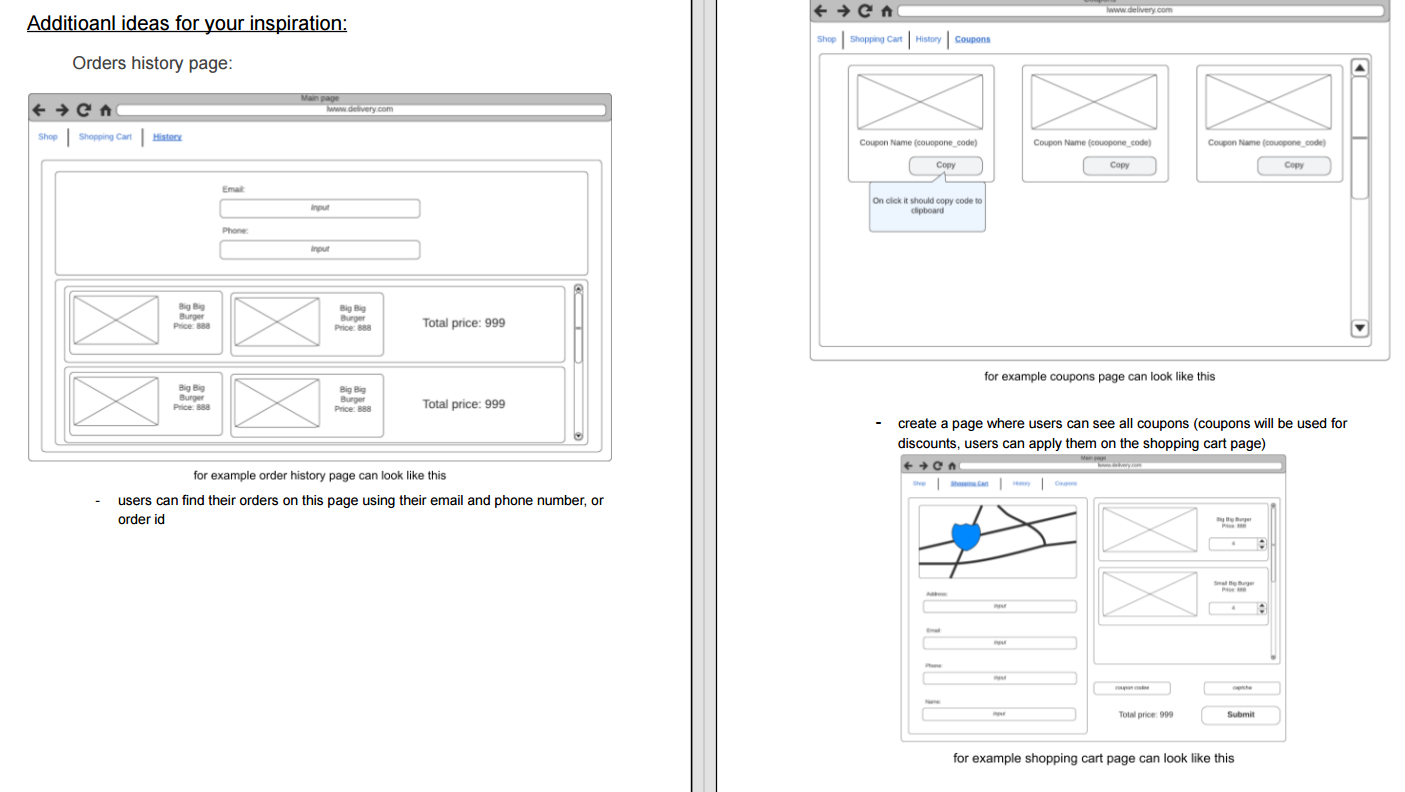 Additioanl ideas for your inspiration:
Orders history page:
Main page
www.delivery.com
Shop
Shopping Cart
History
Email:
Input
Phone:
Input
Big Big
Burger
Price: 888
Big Big
Burger
Price: 888
Total price: 999
Big Big
Burger
Price: 888
Big Big
Burger
Price: 888
Total price: 999
for example order history page can look like this
- users can find their orders on this page using their email and phone number, or
order id
www.delivery.com
Shop
Shopping Cart
History
Coupons
Coupon Name (couopone_code)
Copy
Coupon Name (couopone_code)
Copy
Coupon Name (couopone_code)
Copy
On click it should copy code to
clipboard
for example coupons page can look like this
- create a page where users can see all coupons (coupons will be used for
discounts, users can apply them on the shopping cart page)
Main page
www.delivery.com
Shop
Shopping Cart
History
Coupons
Address:
Input
Email:
Input
Phone:
Input
Name:
Input
Big Big Burger
Price: 888
Small Big Burger
Price: 888
coupon codes
captcha
Total price: 999
Submit
for example shopping cart page can look like this